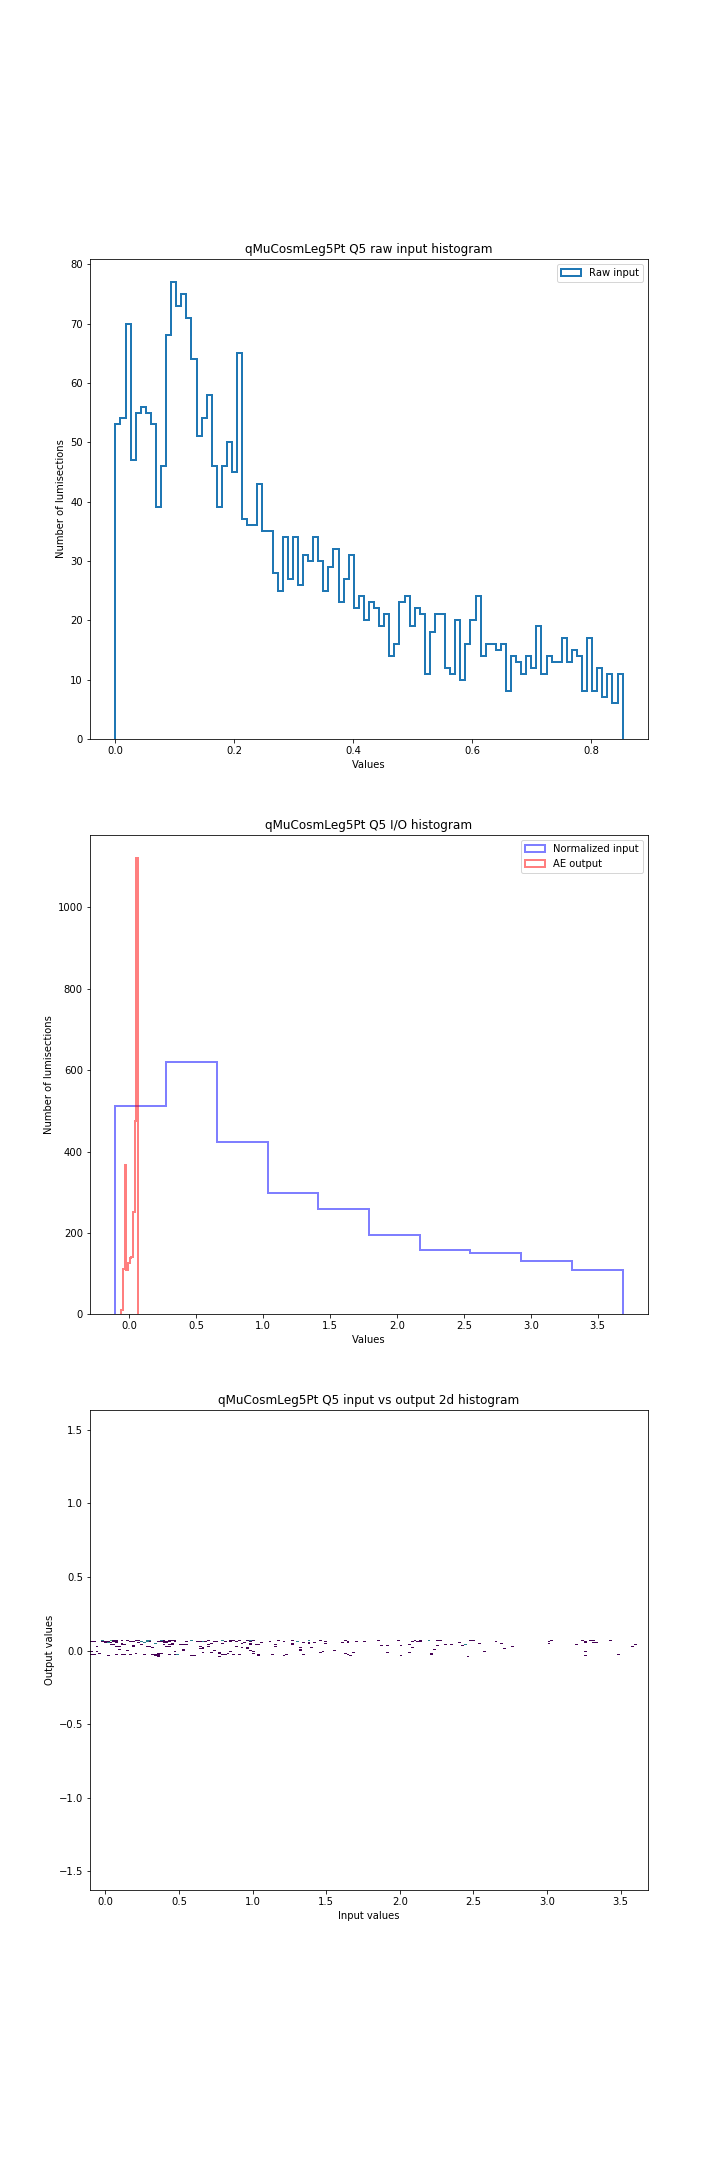 qMuCosmLeg5Pt Q5 raw input histogram
80
70
60
50
40
30
20
10
0
Number of lumisections
Raw input
0.0 0.2 0.4 0.6 0.8
Values
qMuCosmLeg5Pt Q5 I/O histogram
1000
800
600
400
200
0
Number of lumisections
Normalized input
AE output
0.0 0.5 1.0 1.5 2.0 2.5 3.0 3.5
Values
qMuCosmLeg5Pt Q5 input vs output 2d histogram
1.5
1.0
0.5
0.0
−0.5
−1.0
−1.5
Output values
0.0 0.5 1.0 1.5 2.0 2.5 3.0 3.5
Input values